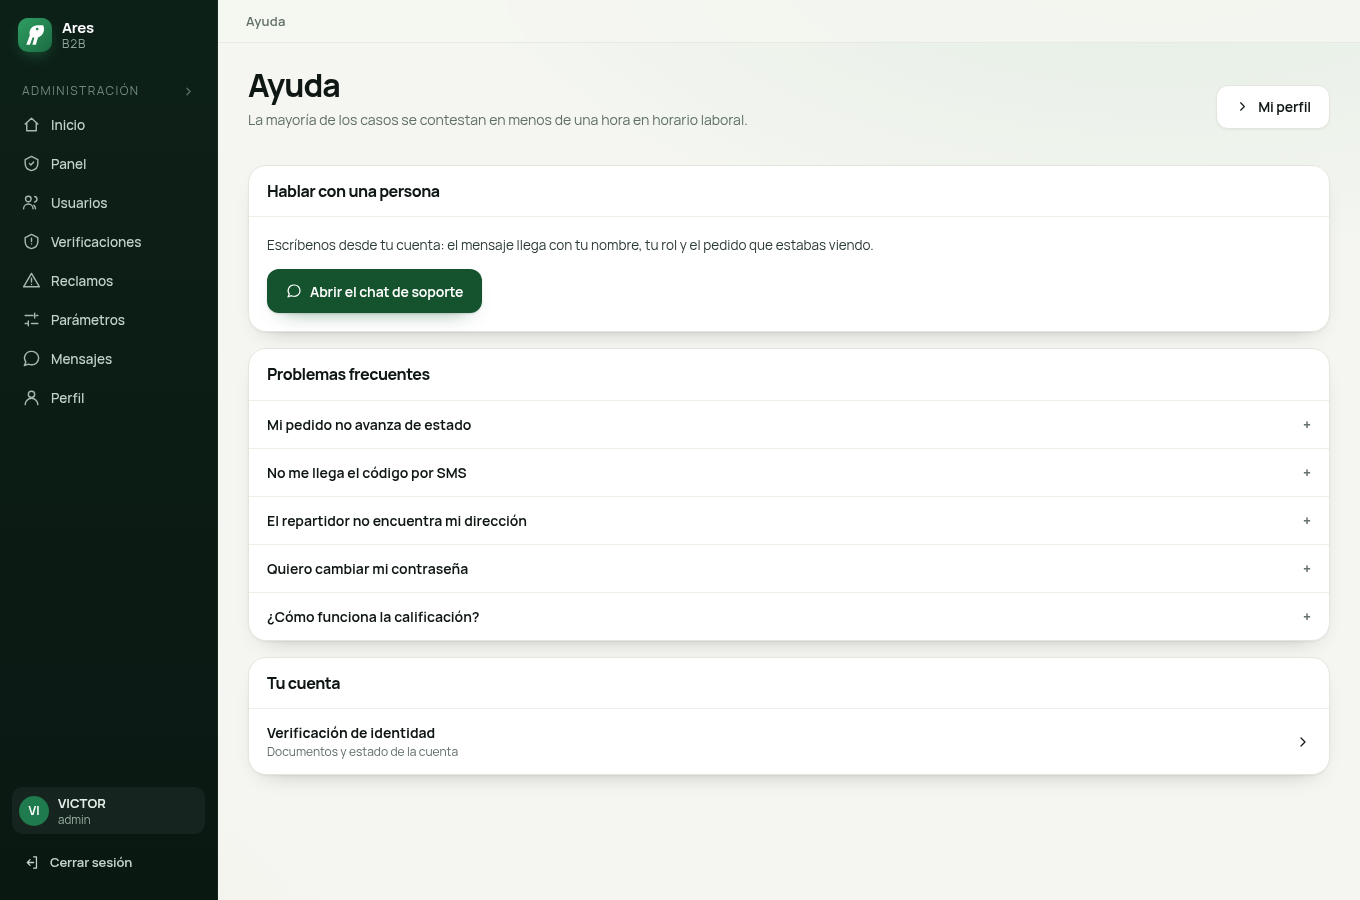 Ares
B2B
ADMINISTRACIÓN
Inicio
Panel
Usuarios
Verificaciones
Reclamos
Parámetros
Mensajes
Perfil
VI
VICTOR
admin
Cerrar sesión
Ayuda
Ayuda
La mayoría de los casos se contestan en menos de una hora en horario laboral.
Mi perfil
Hablar con una persona
Escríbenos desde tu cuenta: el mensaje llega con tu nombre, tu rol y el pedido que estabas viendo.
Abrir el chat de soporte
Problemas frecuentes
Mi pedido no avanza de estado +
No me llega el código por SMS +
El repartidor no encuentra mi dirección +
Quiero cambiar mi contraseña +
¿Cómo funciona la calificación? +
Tu cuenta
Verificación de identidad
Documentos y estado de la cuenta